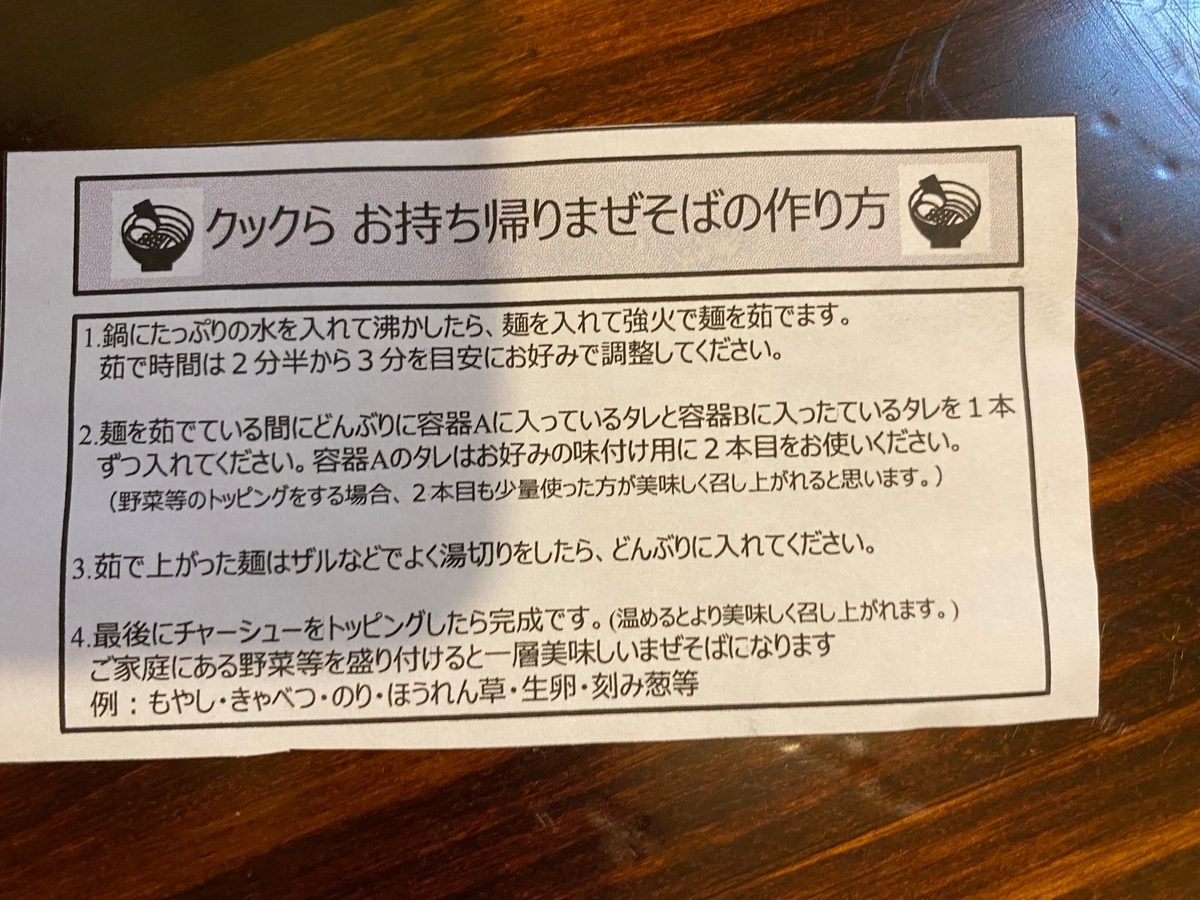 クックら お持ち帰りまぜそばの作り方
1.鍋にたっぷりの水を入れて沸かしたら、麺を入れて強火で麺を茹でます。
茹で時間は２分半から３分を目安にお好みで調整してください。
2.麺を茹でている間にどんぶりに容器Aに入っているタレと容器Bに入ったているタレを１本
ずつ入れてください。容器Aのタレはお好みの味付け用に２本目をお使いください。
（野菜等のトッピングをする場合、２本目も少量使った方が美味しく召し上がれると思います。）
3.茹で上がった麺はザルなどでよく湯切りをしたら、どんぶりに入れてください。
4.最後にチャーシューをトッピングしたら完成です。(温めるとより美味しく召し上がれます。)
ご家庭にある野菜等を盛り付けると一層美味しいまぜそばになります
例：もやし・きゃべつ・のり・ほうれん草・生卵・刻み葱等